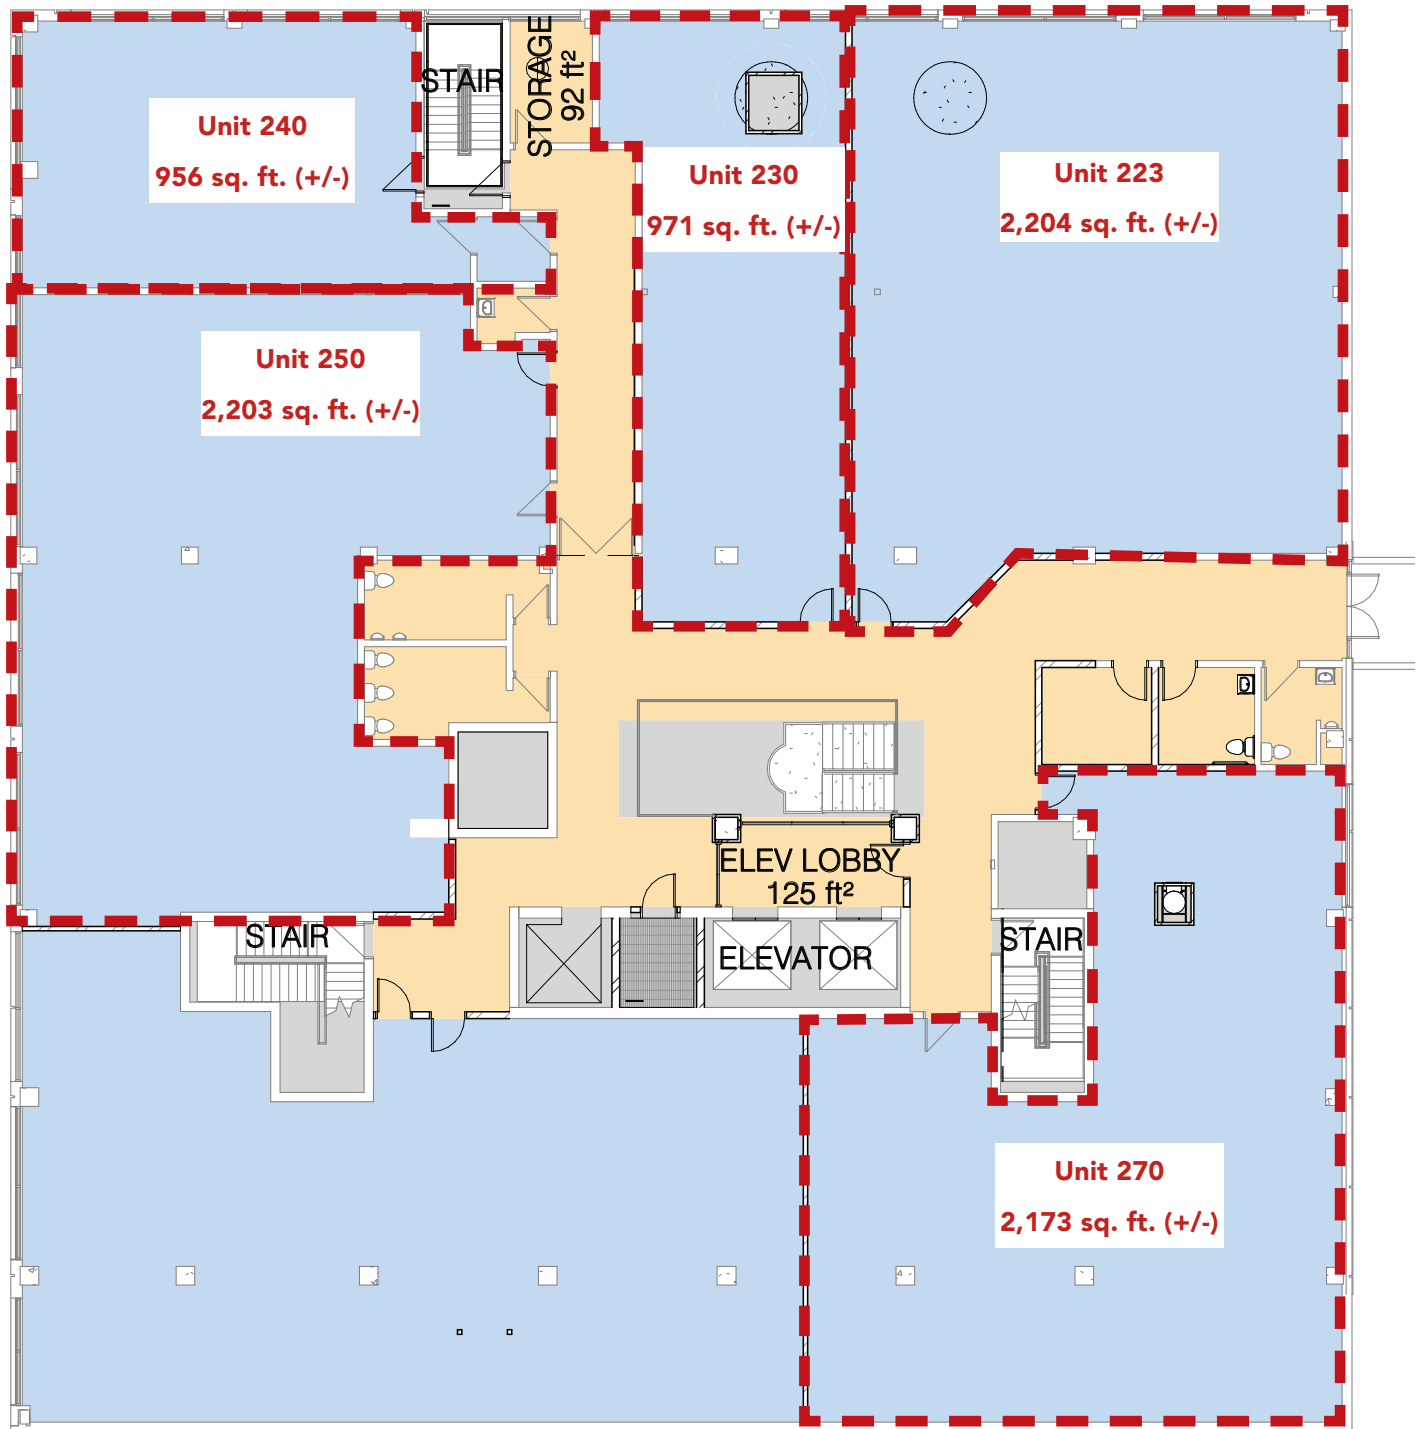 STAIR
STORAGE
92 ft²
Unit 240
956 sq. ft. (+/-)
Unit 230
971 sq. ft. (+/-)
Unit 223
2,204 sq. ft. (+/-)
Unit 250
2,203 sq. ft. (+/-)
ELEV LOBBY
125 ft²
STAIR
ELEVATOR
STAIR
Unit 270
2,173 sq. ft. (+/-)